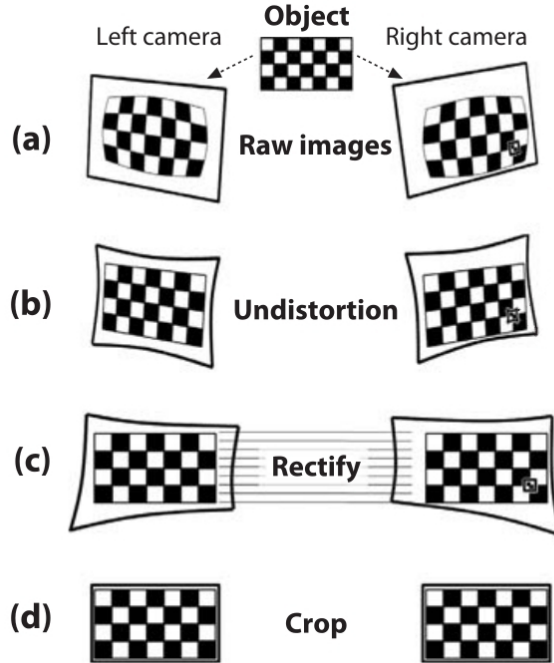 Object
Left camera
Right camera
(a)
Raw images
(b)
Undistortion
(c)
Rectify
(d)
Crop